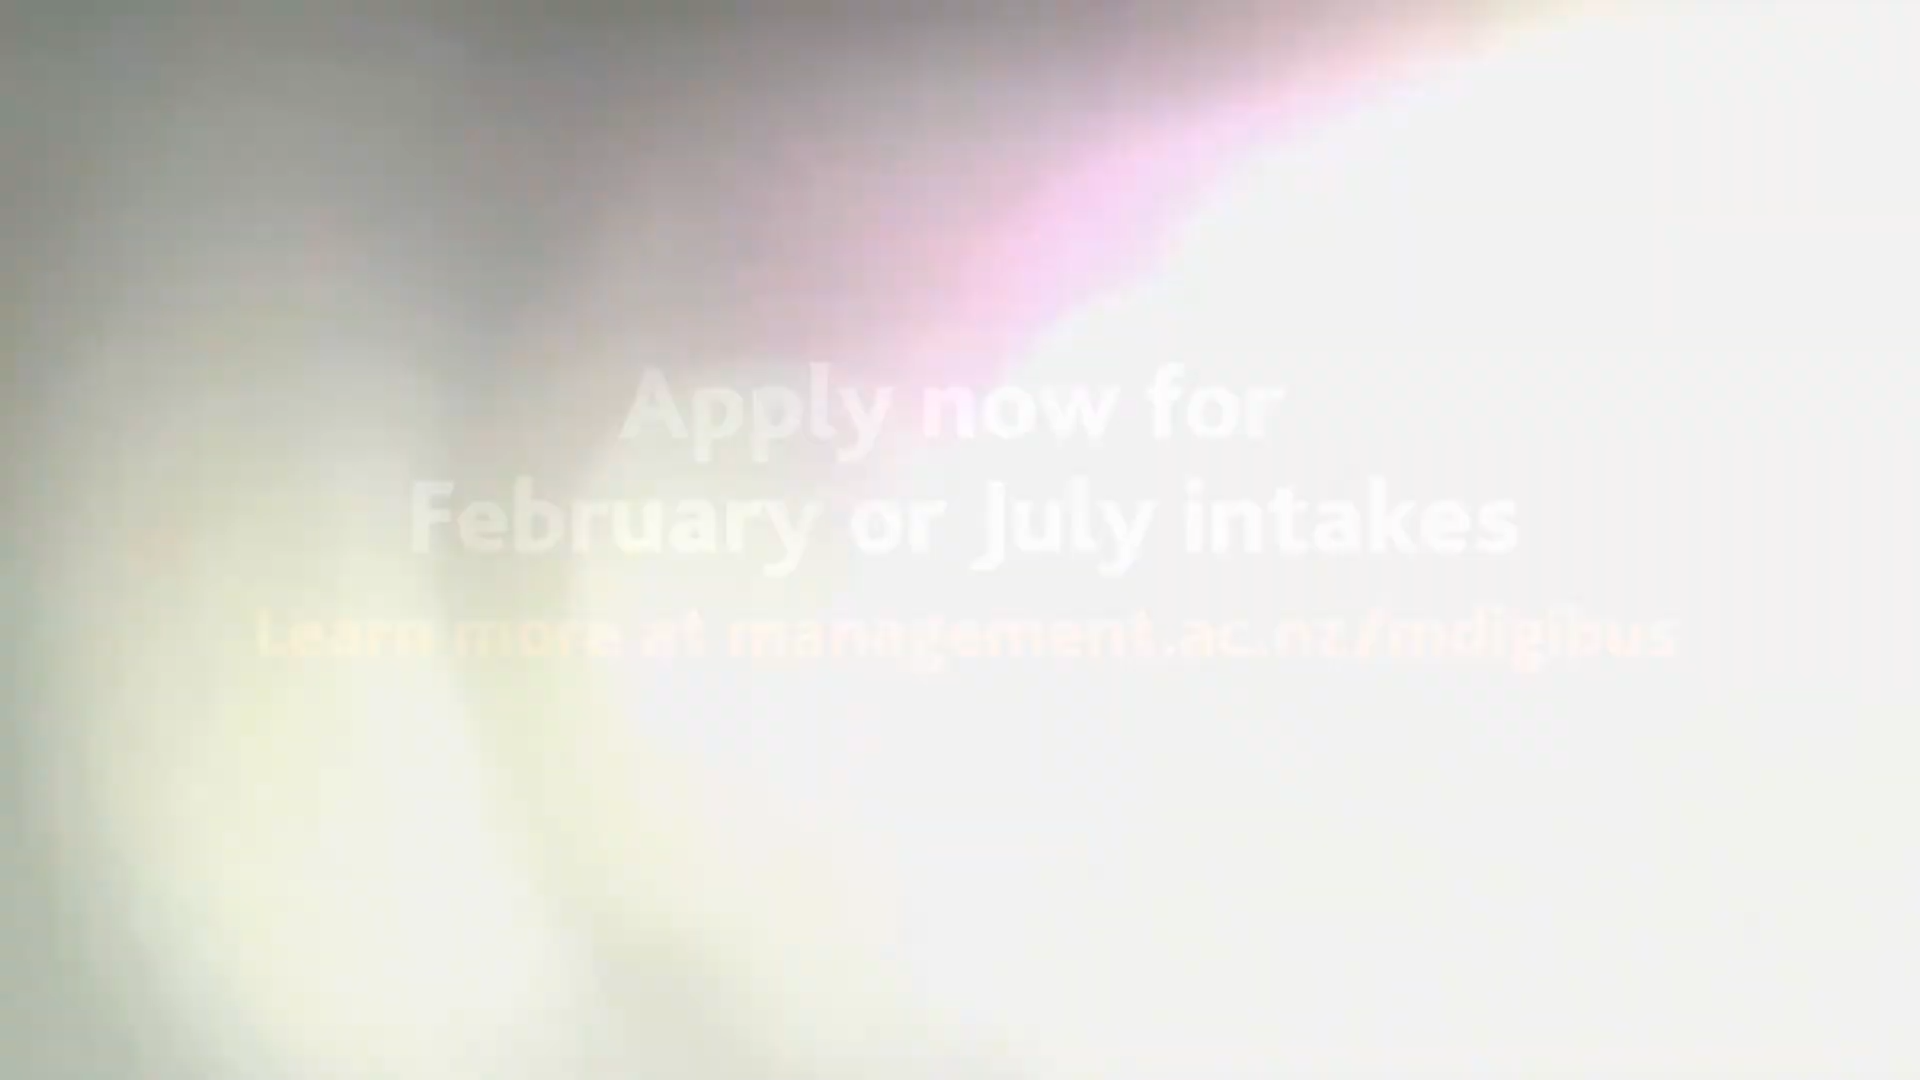 Apply now for
February or July intakes
Learn more at management.ac.nz/mdigibus